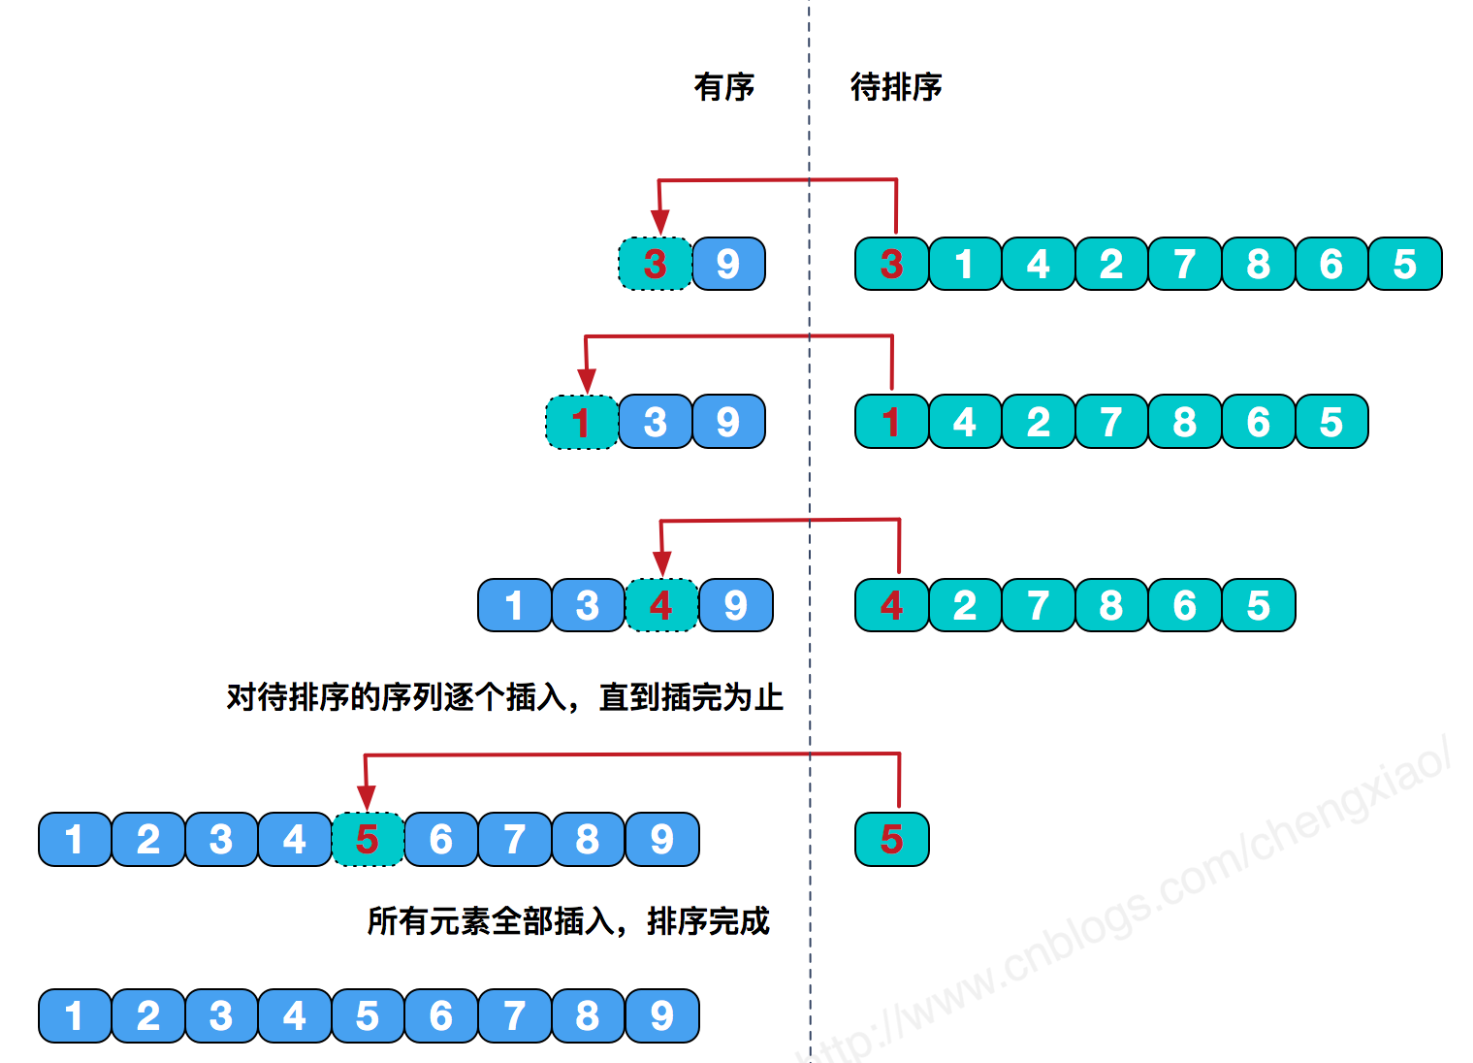 有序 待排序
3 9 3 1 4 2 7 8 6 5
1 3 9 1 4 2 7 8 6 5
1 3 4 9 4 2 7 8 6 5
对待排序的序列逐个插入，直到插完为止
1 2 3 4 5 6 7 8 9 5
所有元素全部插入，排序完成
1 2 3 4 5 6 7 8 9
http://www.cnblogs.com/chengxiao/